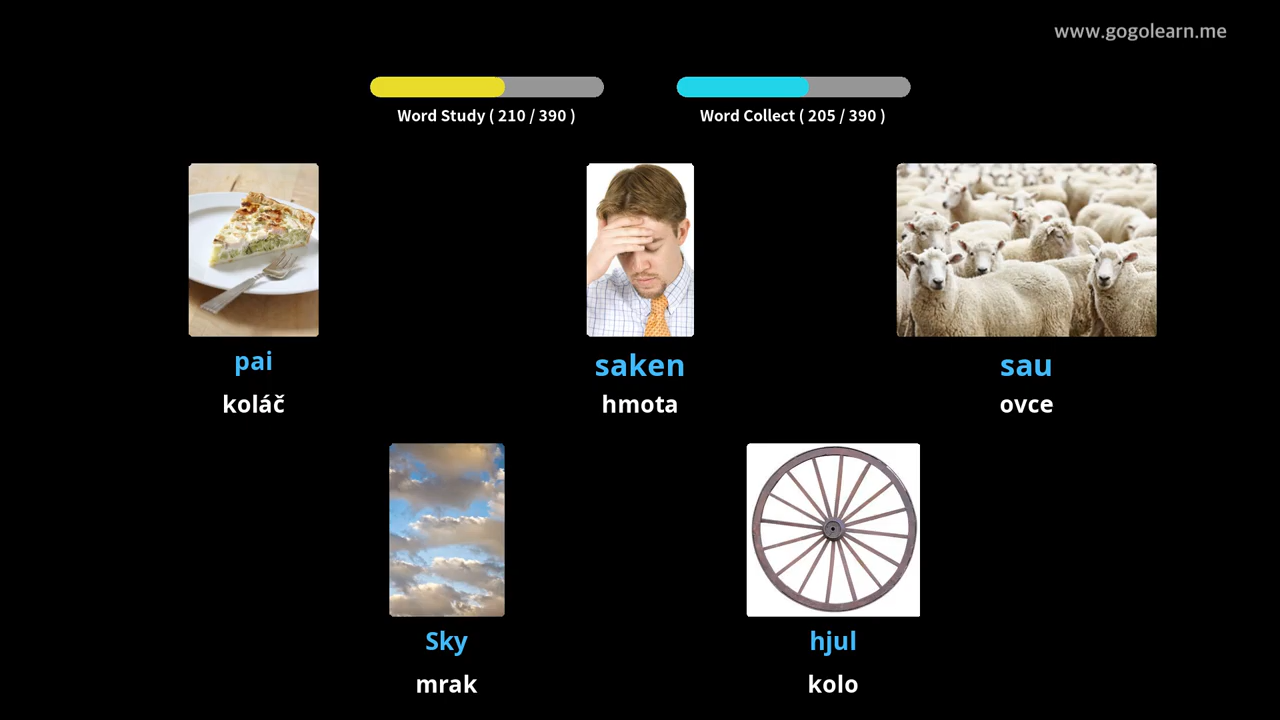 www.gogolearn.me
Word Study ( 210 / 390 )
Word Collect ( 205 / 390 )
pai
saken
sau
koláč
hmota
ovce
Sky
hjul
mrak
kolo